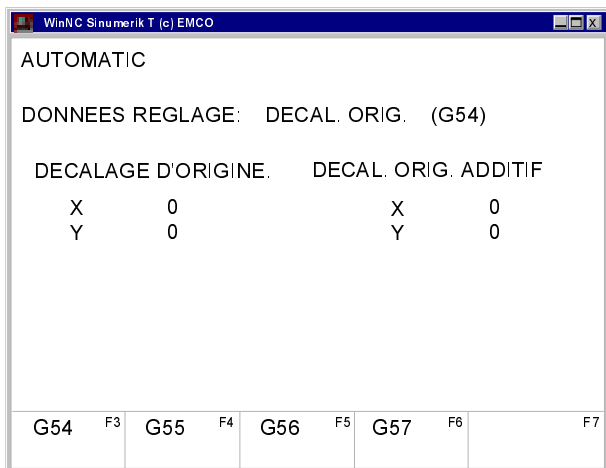 WinNC Sinumerik T (c) EMCO
AUTOMATIC
DONNEES REGLAGE: DECAL. ORIG. (G54)
DECALAGE D'ORIGINE. DECAL. ORIG. ADDITIF
X 0 X 0
Y 0 Y 0
G54 F3 G55 F4 G56 F5 G57 F6 F7